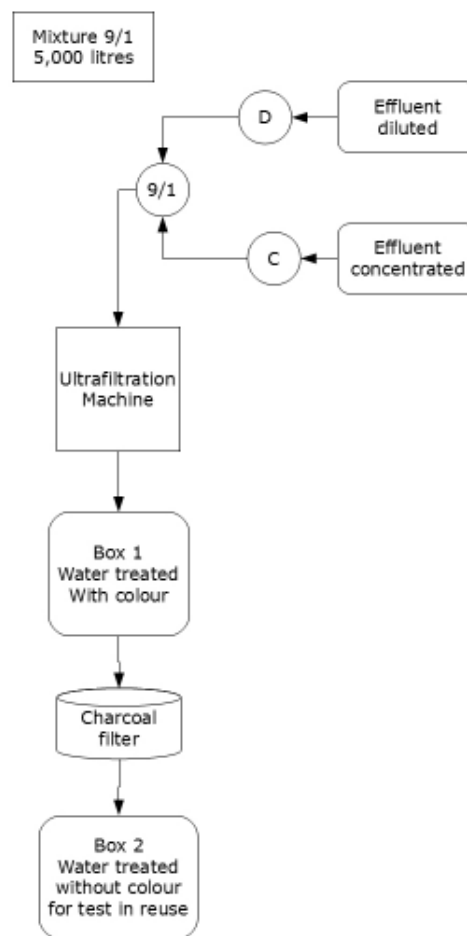 Mixture 9/1
5,000 litres
D
Effluent
diluted
9/1
C
Effluent
concentrated
Ultrafiltration
Machine
Box 1
Water treated
With colour
Charcoal
filter
Box 2
Water treated
without colour
for test in reuse